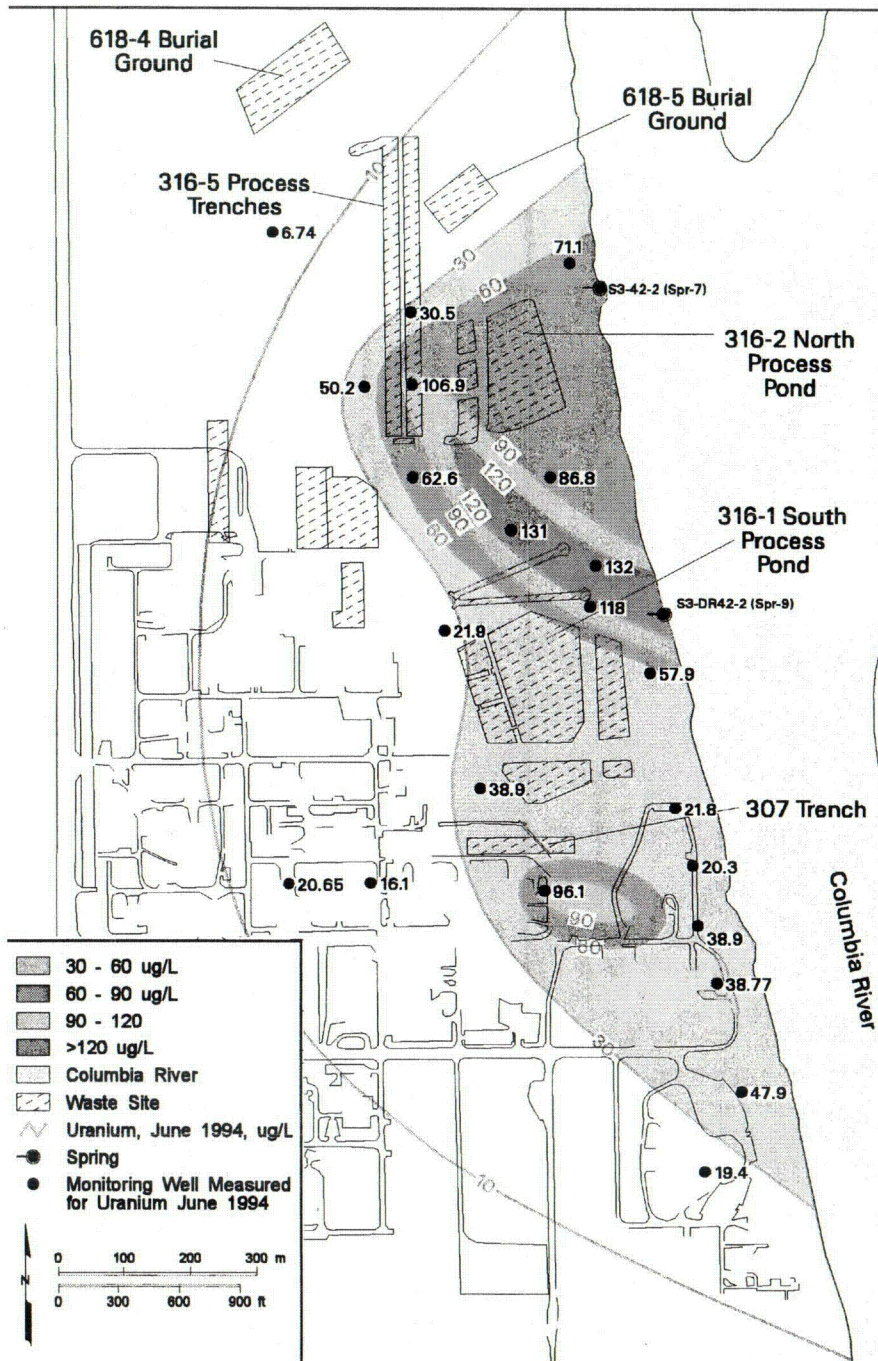 618-4 Burial
Ground
618-5 Burial
Ground
316-5 Process
Trenches
10
6.74
71.1
30
60
S3-42-2 (Spr-7)
30.5
316-2 North
Process
Pond
50.2
106.9
90
120
62.6
86.8
120
90
60
131
316-1 South
Process
Pond
132
118
S3-DR42-2 (Spr-9)
21.9
57.9
38.9
21.8
307 Trench
20.3
20.65
16.1
96.1
90
60
38.9
Columbia River
38.77
30
47.9
19.4
10
30 - 60 ug/L
60 - 90 ug/L
90 - 120
>120 ug/L
Columbia River
Waste Site
Uranium, June 1994, ug/L
Spring
Monitoring Well Measured
for Uranium June 1994
N
0 100 200 300 m
0 300 600 900 ft